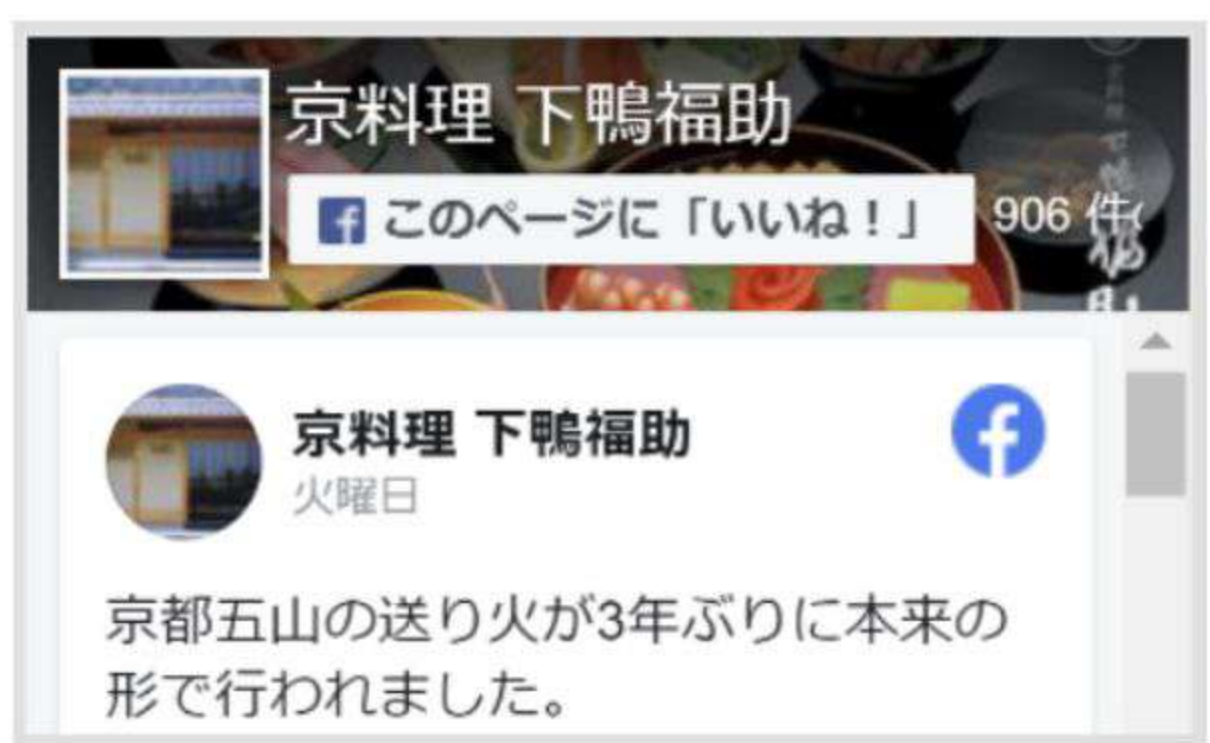 京料理 下鴨福助
このページに「いいね！」
906 件
京料理 下鴨福助
火曜日
京都五山の送り火が3年ぶりに本来の
形で行われました。